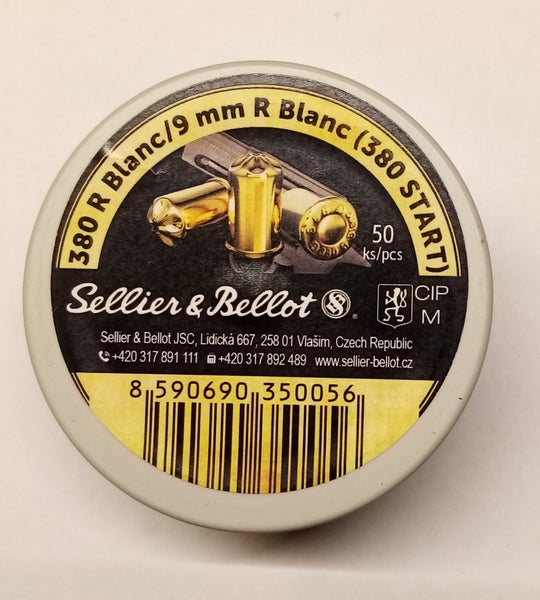 380 R Blanc/9 mm R Blanc (380 START)
50
ks/pcs
Sellier & Bellot
CIP
M
Sellier & Bellot JSC, Lidická 667, 258 01 Vlašim, Czech Republic
+420 317 891 111 +420 317 892 489 www.sellier-bellot.cz
8 590690 350056